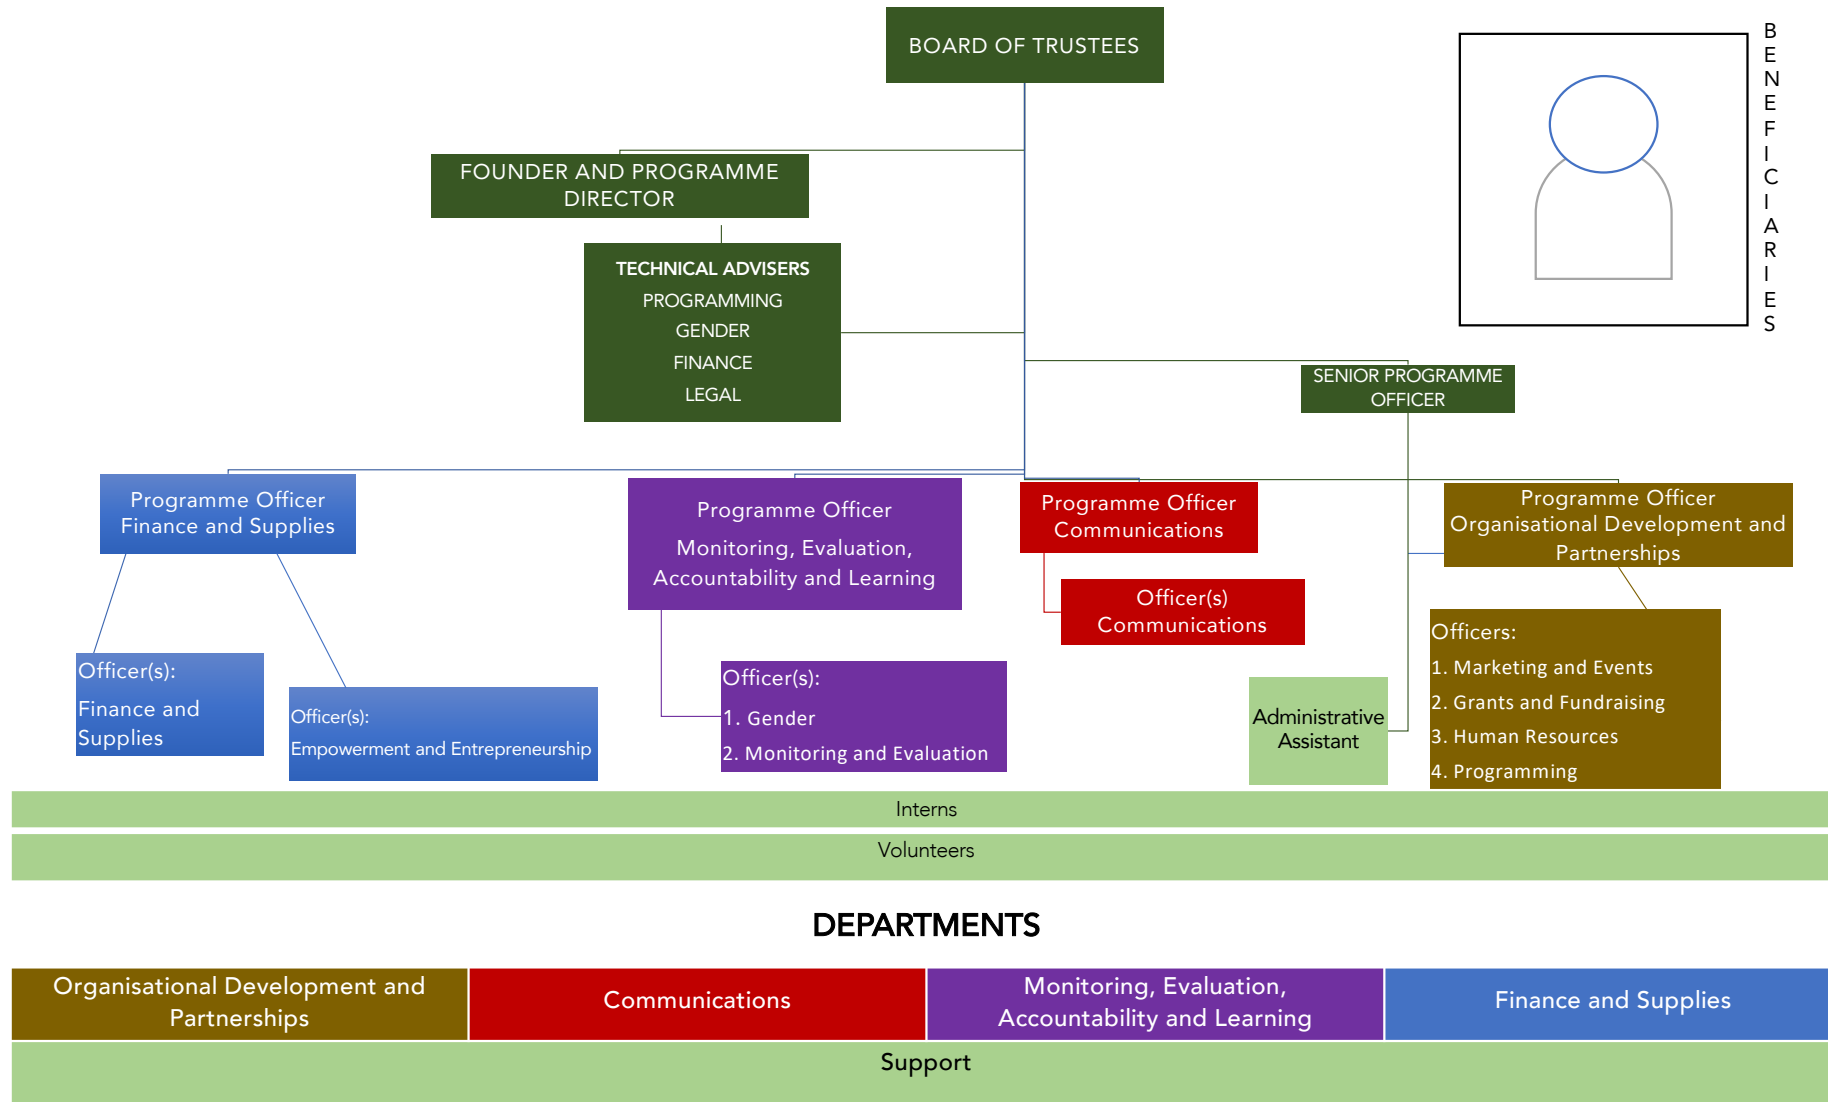 BOARD OF TRUSTEES
BENEFICIARIES
FOUNDER AND PROGRAMME
DIRECTOR
TECHNICAL ADVISERS
PROGRAMMING
GENDER
FINANCE
LEGAL
SENIOR PROGRAMME
OFFICER
Programme Officer
Finance and Supplies
Programme Officer
Monitoring, Evaluation,
Accountability and Learning
Programme Officer
Communications
Programme Officer
Organisational Development and
Partnerships
Officer(s)
Communications
Officer(s):
Finance and
Supplies
Officer(s):
Empowerment and Entrepreneurship
Officer(s):
1. Gender
2. Monitoring and Evaluation
Administrative
Assistant
Officers:
1. Marketing and Events
2. Grants and Fundraising
3. Human Resources
4. Programming
Interns
Volunteers
DEPARTMENTS
Organisational Development and
Partnerships
Communications
Monitoring, Evaluation,
Accountability and Learning
Finance and Supplies
Support